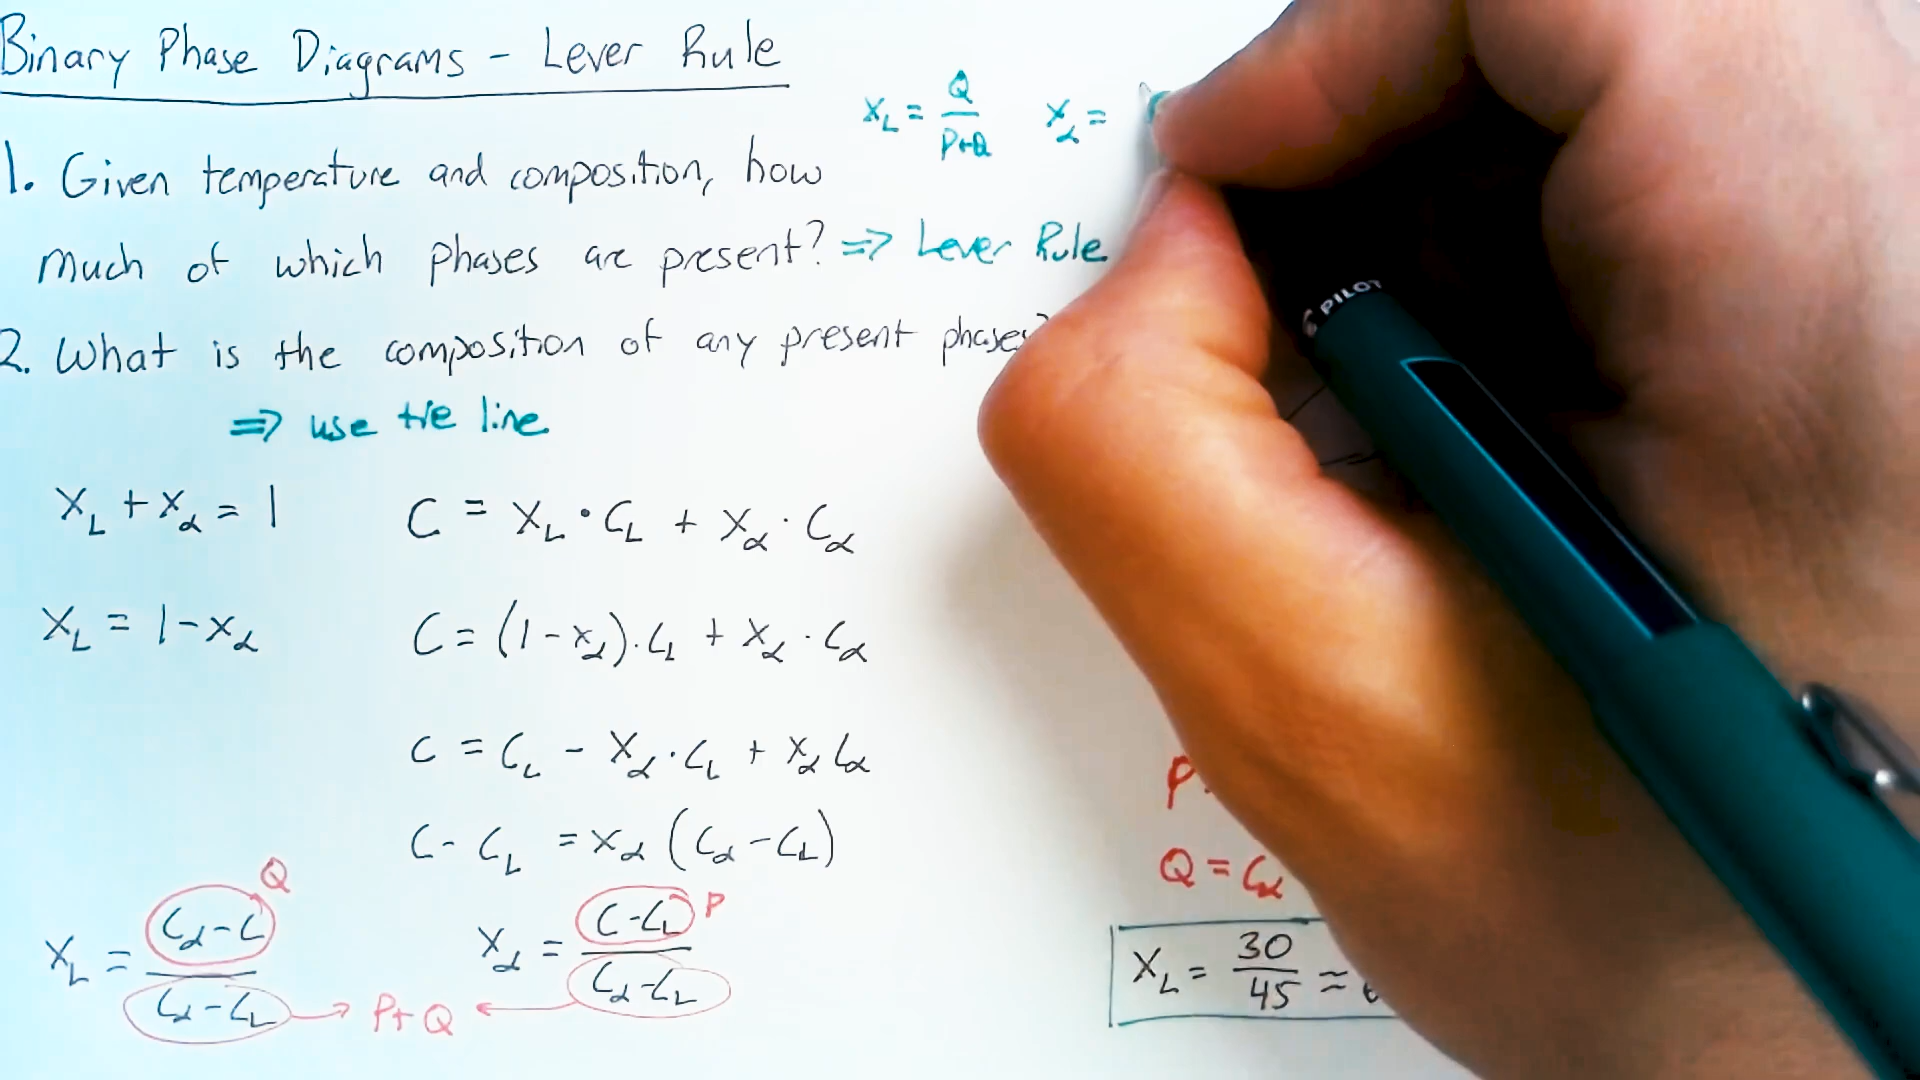 Binary Phase Diagrams - Lever Rule
X_L = Q / P+Q   X_α =
1. Given temperature and composition, how
much of which phases are present? => Lever Rule
2. What is the composition of any present phases?
=> use tie line
X_L + X_α = 1
C = X_L · C_L + X_α · C_α
X_L = 1 - X_α
C = (1 - X_α) · C_L + X_α · C_α
C = C_L - X_α · C_L + X_α C_α
C - C_L = X_α (C_α - C_L)
Q
X_L = C_α - C / C_α - C_L
P
X_α = C - C_L / C_α - C_L
→ P+Q ←
P
Q = C_α
X_L = 30 / 45 ≈
PILOT